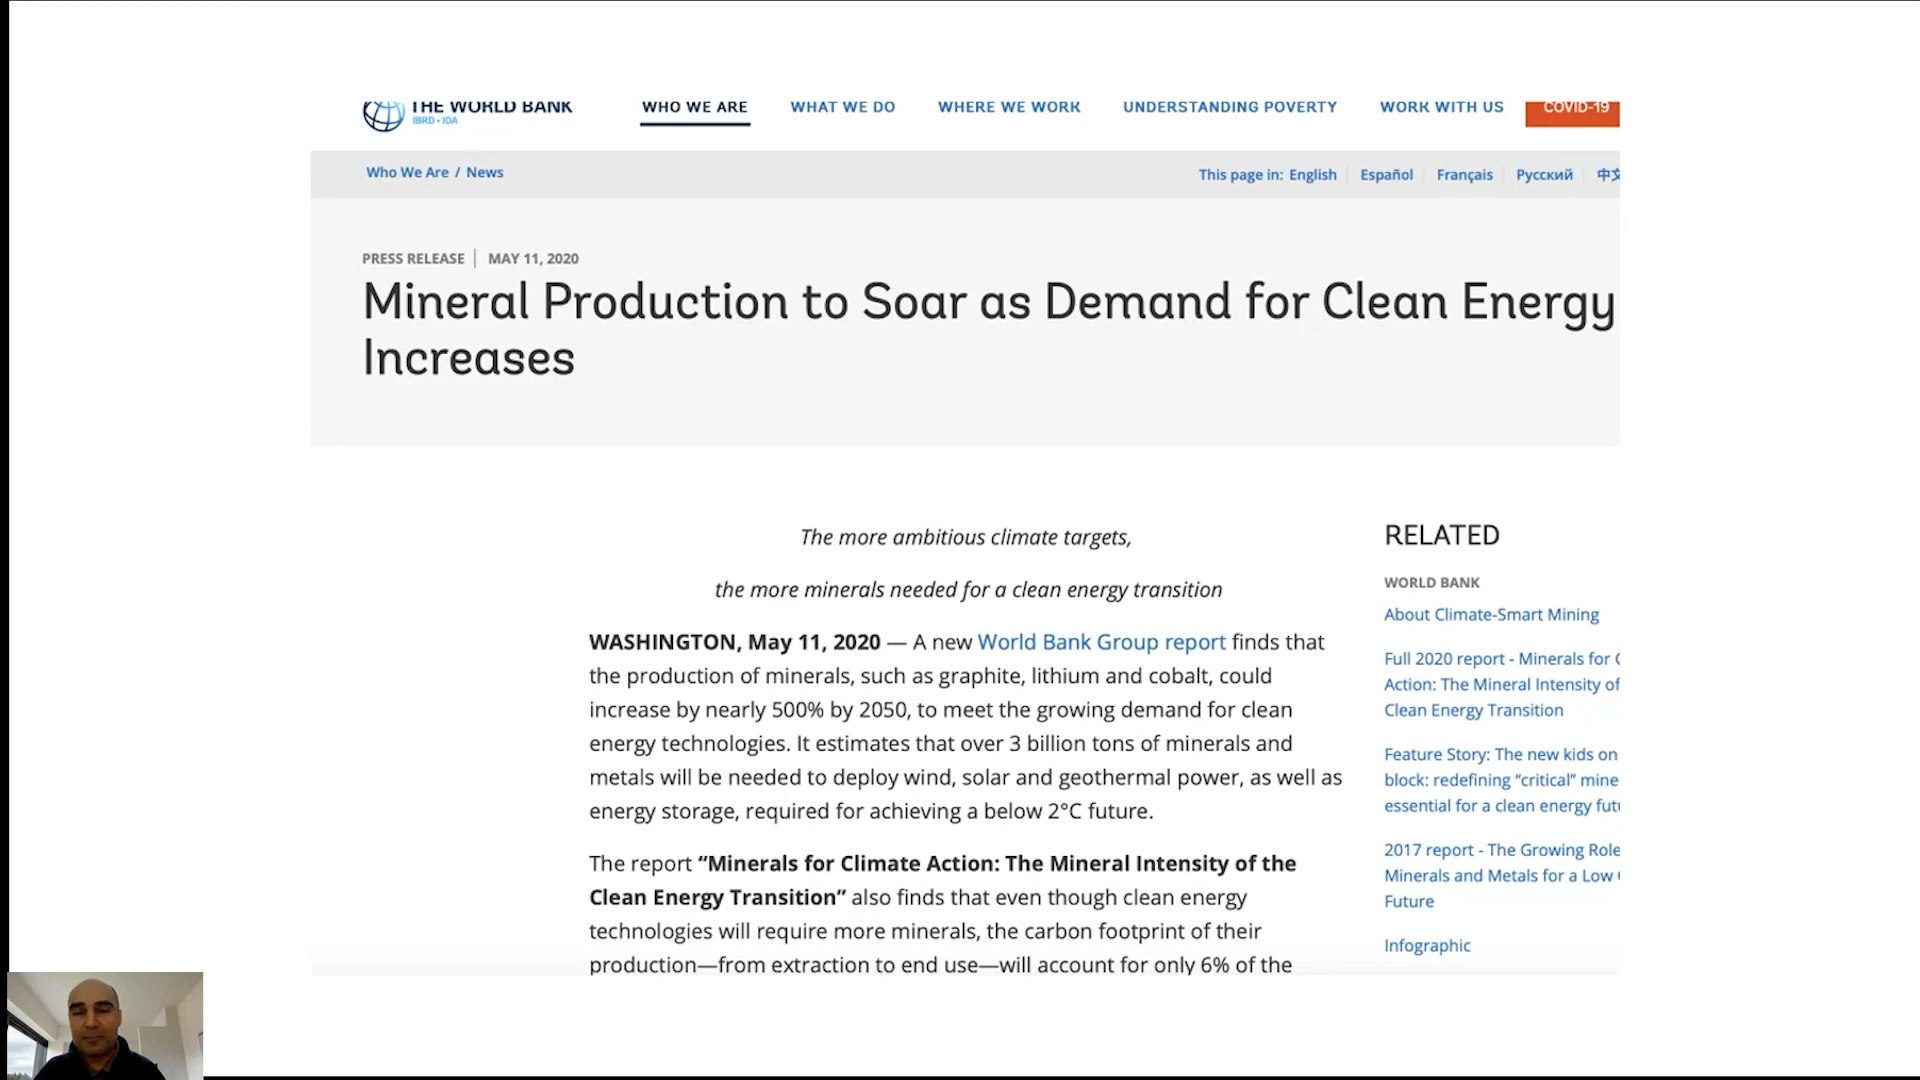 THE WORLD BANK
IBRD • IDA
WHO WE ARE
WHAT WE DO
WHERE WE WORK
UNDERSTANDING POVERTY
WORK WITH US
COVID-19
Who We Are / News
This page in: English Español Français Русский 中文
PRESS RELEASE | MAY 11, 2020
Mineral Production to Soar as Demand for Clean Energy
Increases
The more ambitious climate targets,
the more minerals needed for a clean energy transition
WASHINGTON, May 11, 2020 — A new World Bank Group report finds that
the production of minerals, such as graphite, lithium and cobalt, could
increase by nearly 500% by 2050, to meet the growing demand for clean
energy technologies. It estimates that over 3 billion tons of minerals and
metals will be needed to deploy wind, solar and geothermal power, as well as
energy storage, required for achieving a below 2°C future.
The report “Minerals for Climate Action: The Mineral Intensity of the
Clean Energy Transition” also finds that even though clean energy
technologies will require more minerals, the carbon footprint of their
production—from extraction to end use—will account for only 6% of the
RELATED
WORLD BANK
About Climate-Smart Mining
Full 2020 report - Minerals for
Action: The Mineral Intensity of
Clean Energy Transition
Feature Story: The new kids on
block: redefining “critical” mine
essential for a clean energy futu
2017 report - The Growing Role
Minerals and Metals for a Low
Future
Infographic